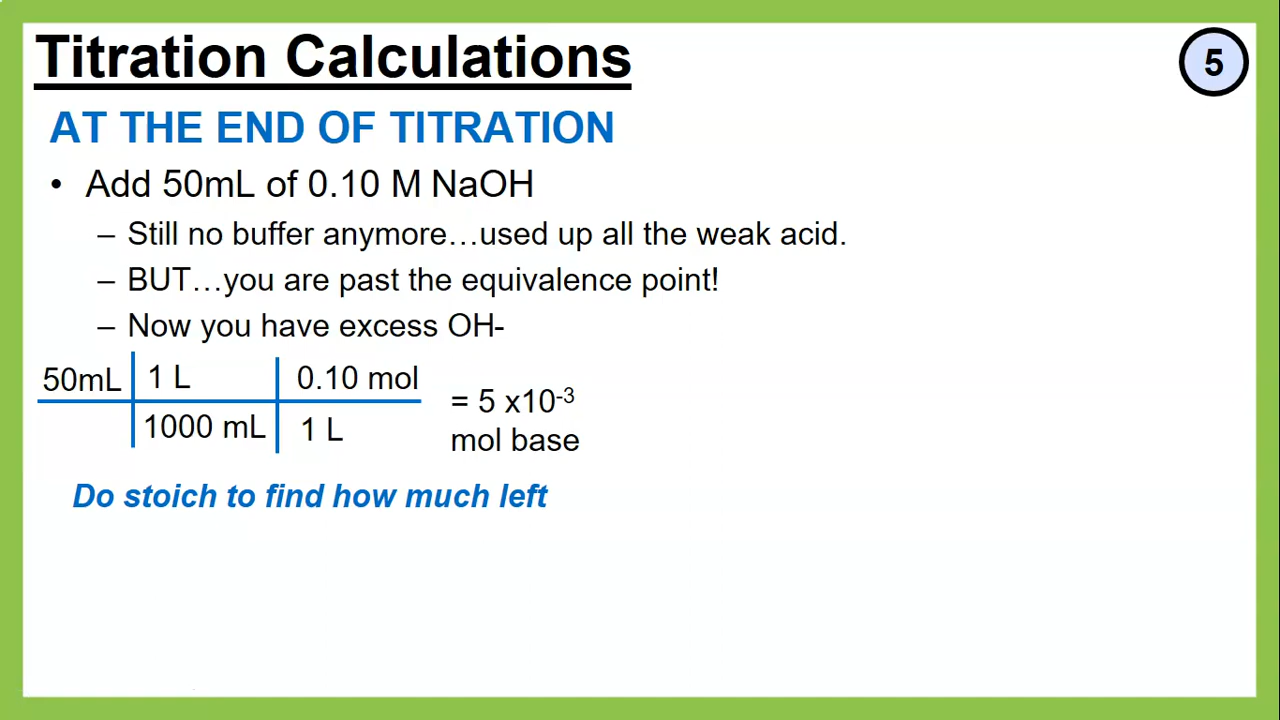 Titration Calculations
5
AT THE END OF TITRATION
• Add 50mL of 0.10 M NaOH
– Still no buffer anymore…used up all the weak acid.
– BUT…you are past the equivalence point!
– Now you have excess OH-
50mL 1 L 0.10 mol
1000 mL 1 L
= 5 x10⁻³
mol base
Do stoich to find how much left